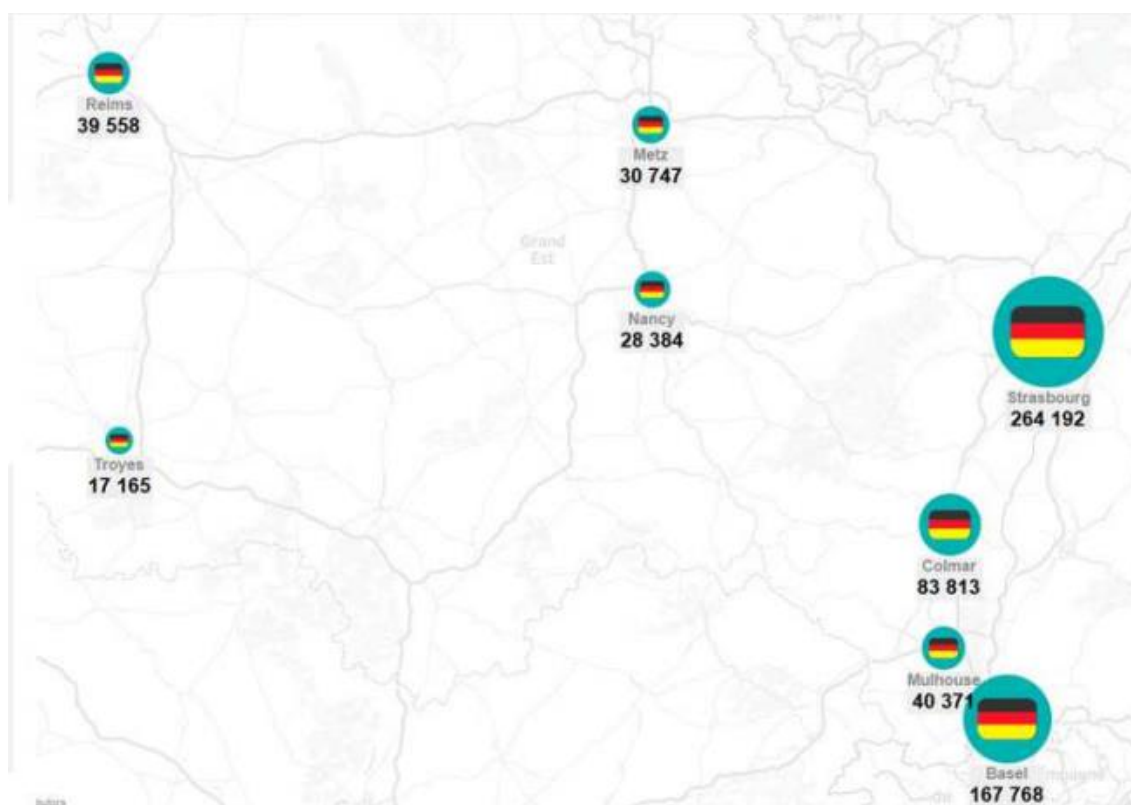 Reims
39 558
Metz
30 747
Grand
Est
Nancy
28 384
Strasbourg
264 192
Troyes
17 165
Colmar
83 813
Mulhouse
40 371
Basel
167 768